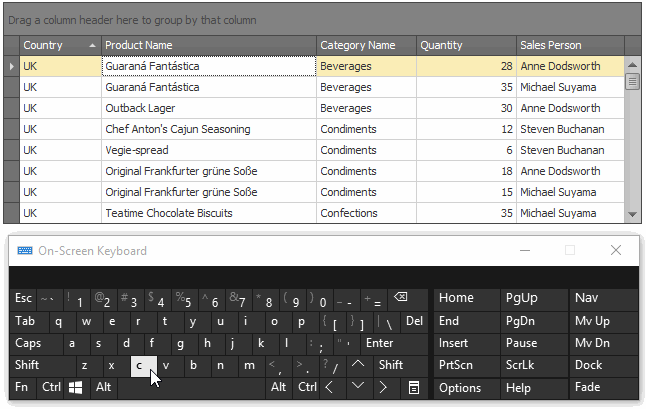 Drag a column header here to group by that column
Country Product Name Category Name Quantity Sales Person
UK Guaraná Fantástica Beverages 28 Anne Dodsworth
UK Guaraná Fantástica Beverages 35 Michael Suyama
UK Outback Lager Beverages 30 Anne Dodsworth
UK Chef Anton's Cajun Seasoning Condiments 12 Steven Buchanan
UK Vegie-spread Condiments 6 Steven Buchanan
UK Original Frankfurter grüne Soße Condiments 18 Anne Dodsworth
UK Original Frankfurter grüne Soße Condiments 15 Michael Suyama
UK Teatime Chocolate Biscuits Confections 35 Michael Suyama
On-Screen Keyboard
Esc ~ ` ! 1 @ 2 # 3 $ 4 % 5 ^ 6 & 7 * 8 ( 9 ) 0 _ - + = Home PgUp Nav
Tab q w e r t y u i o p { [ } ] | \ Del End PgDn Mv Up
Caps a s d f g h j k l : ; " ' Enter Insert Pause Mv Dn
Shift z x c v b n m < , > . ? / Shift PrtScn ScrLk Dock
Fn Ctrl Alt Alt Ctrl Options Help Fade